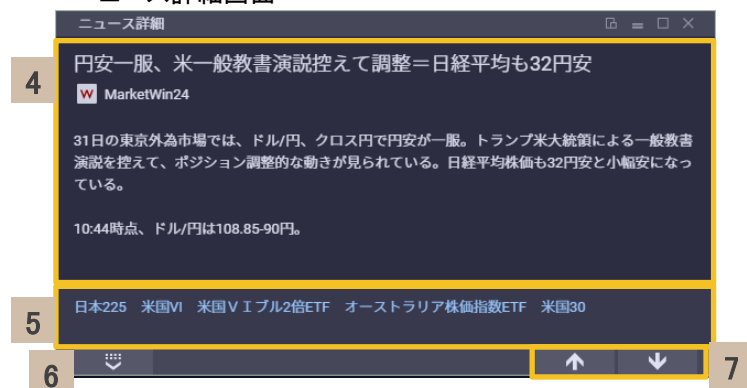 ニュース詳細画面
ニュース詳細
4
円安一服、米一般教書演説控えて調整＝日経平均も32円安
W MarketWin24
31日の東京外為市場では、ドル/円、クロス円で円安が一服。トランプ米大統領による一般教書
演説を控えて、ポジション調整的な動きが見られている。日経平均株価も32円安と小幅安になっ
ている。
10:44時点、ドル/円は108.85-90円。
5
日本225 米国VI 米国ＶＩブル2倍ETF オーストラリア株価指数ETF 米国30
6
7